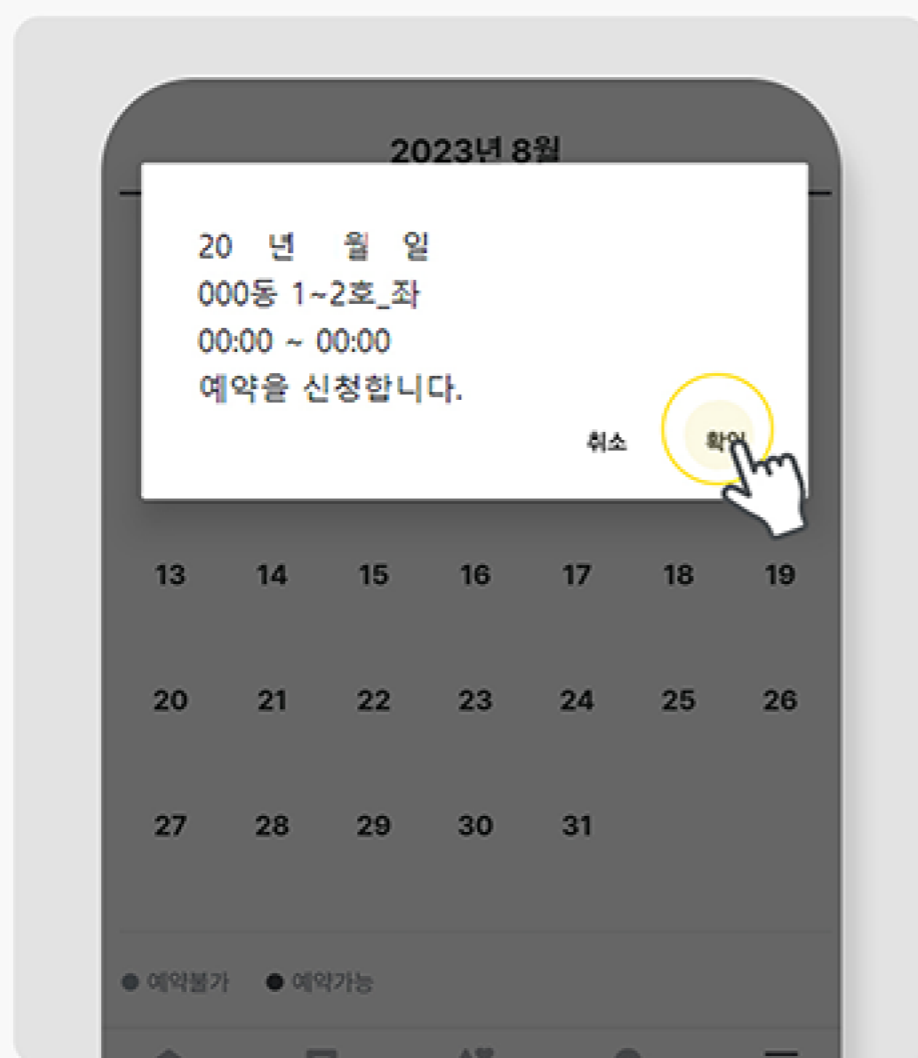 2023년 8월
20 년 월 일
000동 1~2호_좌
00:00 ~ 00:00
예약을 신청합니다.
취소 확인
13 14 15 16 17 18 19
20 21 22 23 24 25 26
27 28 29 30 31
예약불가 예약가능